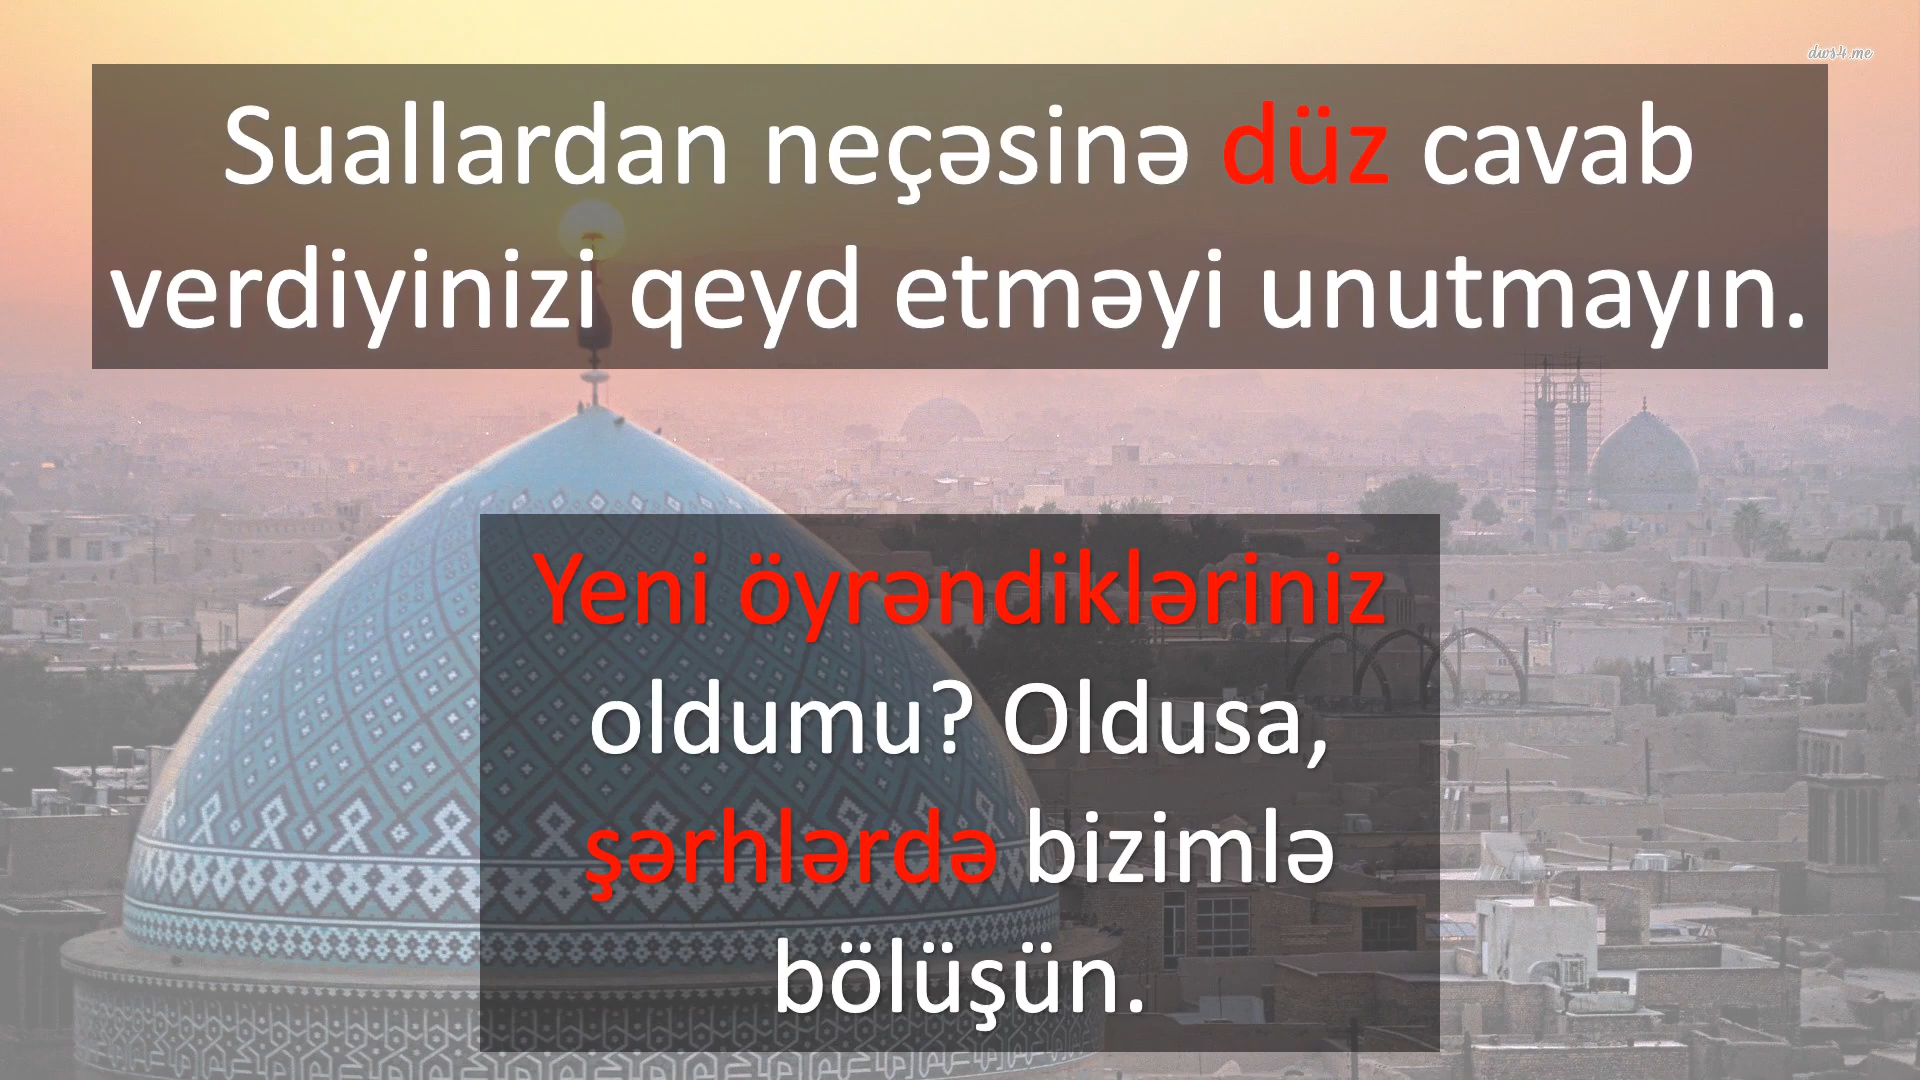 dws4.me
Suallardan neçəsinə düz cavab
verdiyinizi qeyd etməyi unutmayın.
Yeni öyrəndikləriniz
oldumu? Oldusa,
şərhlərdə bizimlə
bölüşün.